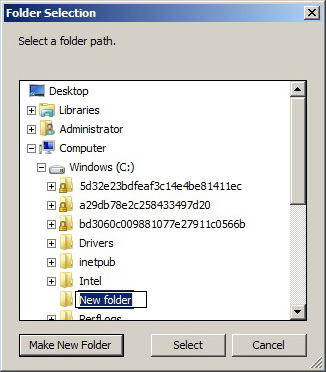 Folder Selection
Select a folder path.
Desktop
Libraries
Administrator
Computer
Windows (C:)
5d32e23bdfeaf3c14e4be81411ec
a29db78e2c258433497d20
bd3060c009881077e27911c0566b
Drivers
inetpub
Intel
New folder
PerfLogs
Make New Folder
Select
Cancel